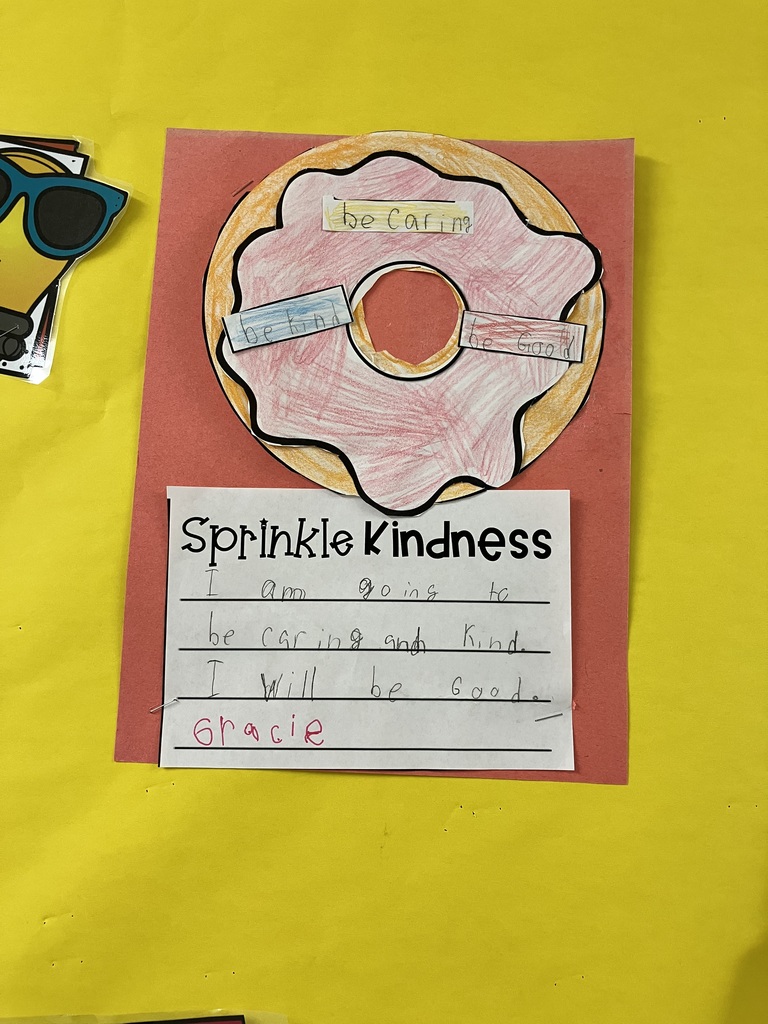 be caring
be kind
be Good
Sprinkle Kindness
I am going to
be caring and Kind.
I Will be Good.
Gracie